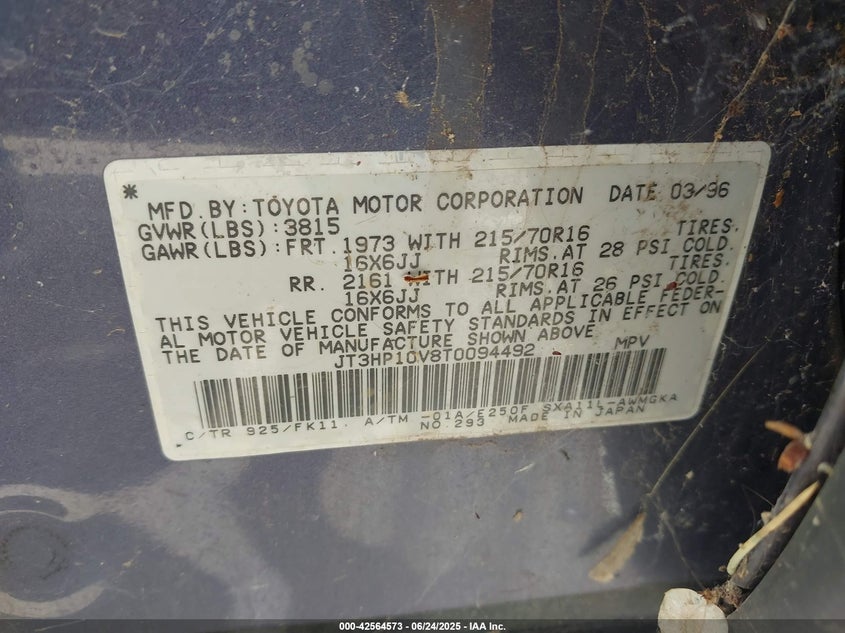 * MFD.BY:TOYOTA MOTOR CORPORATION DATE 03/96
GVWR(LBS):3815
GAWR(LBS):FRT.1973 WITH 215/70R16 TIRES.
16X6JJ RIMS.AT 28 PSI COLD.
RR. 2161 WITH 215/70R16 TIRES.
16X6JJ RIMS.AT 26 PSI COLD.
THIS VEHICLE CONFORMS TO ALL APPLICABLE FEDER-
AL MOTOR VEHICLE SAFETY STANDARDS IN EFFECT ON
THE DATE OF MANUFACTURE SHOWN ABOVE
JT3HP10V8T0094492 MPV
C/TR 925/FK11. A/TM -01A/E250F SXA11L-AWMGKA
NO.293 MADE IN JAPAN
000-42564573 - 06/24/2025 - IAA Inc.